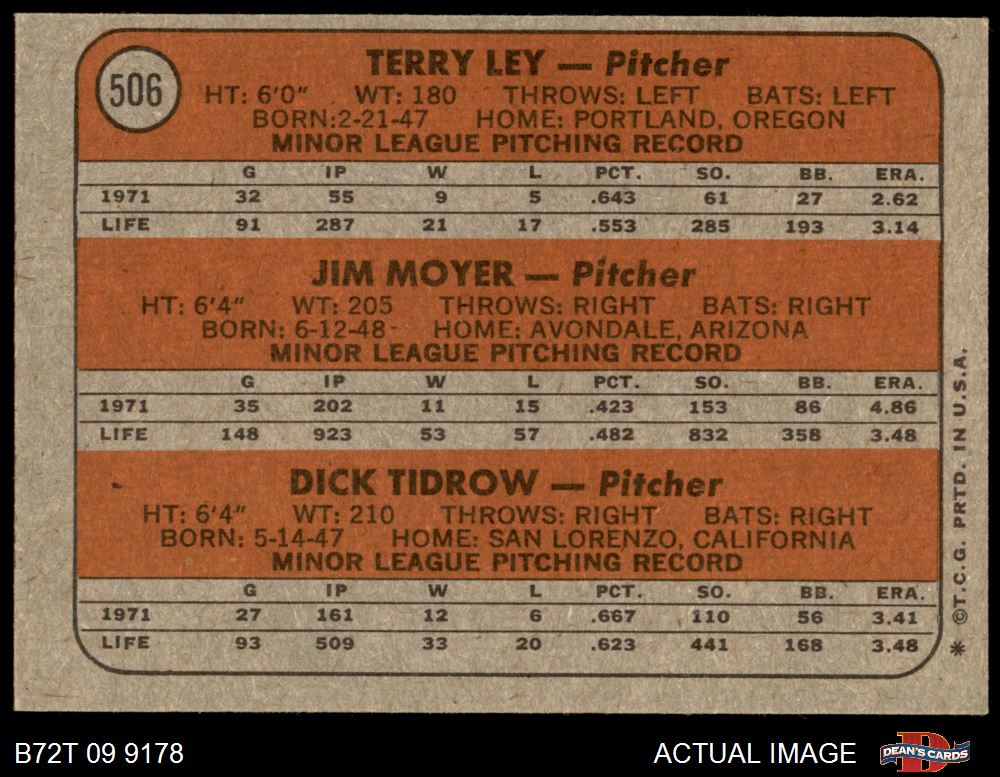 506
TERRY LEY — Pitcher
HT: 6'0" WT: 180 THROWS: LEFT BATS: LEFT
BORN:2-21-47 HOME: PORTLAND, OREGON
MINOR LEAGUE PITCHING RECORD
G IP W L PCT. SO. BB. ERA.
1971 32 55 9 5 .643 61 27 2.62
LIFE 91 287 21 17 .553 285 193 3.14
JIM MOYER — Pitcher
HT: 6'4" WT: 205 THROWS: RIGHT BATS: RIGHT
BORN: 6-12-48 HOME: AVONDALE, ARIZONA
MINOR LEAGUE PITCHING RECORD
G IP W L PCT. SO. BB. ERA.
1971 35 202 11 15 .423 153 86 4.86
LIFE 148 923 53 57 .482 832 358 3.48
DICK TIDROW — Pitcher
HT: 6'4" WT: 210 THROWS: RIGHT BATS: RIGHT
BORN: 5-14-47 HOME: SAN LORENZO, CALIFORNIA
MINOR LEAGUE PITCHING RECORD
G IP W L PCT. SO. BB. ERA.
1971 27 161 12 6 .667 110 56 3.41
LIFE 93 509 33 20 .623 441 168 3.48
* ©T.C.G. PRTD. IN U.S.A.
B72T 09 9178
ACTUAL IMAGE
DEAN'S CARDS